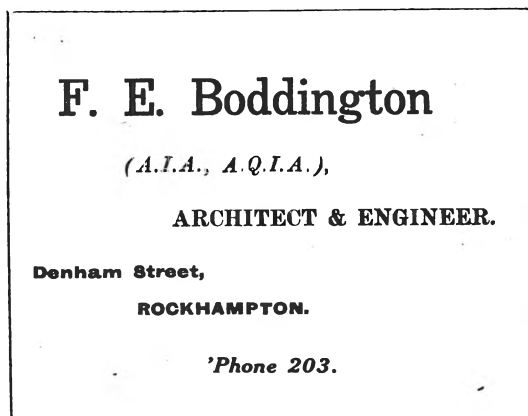 F. E. Boddington
(A.I.A., A.Q.I.A.),
ARCHITECT & ENGINEER.
Denham Street,
ROCKHAMPTON.
'Phone 203.